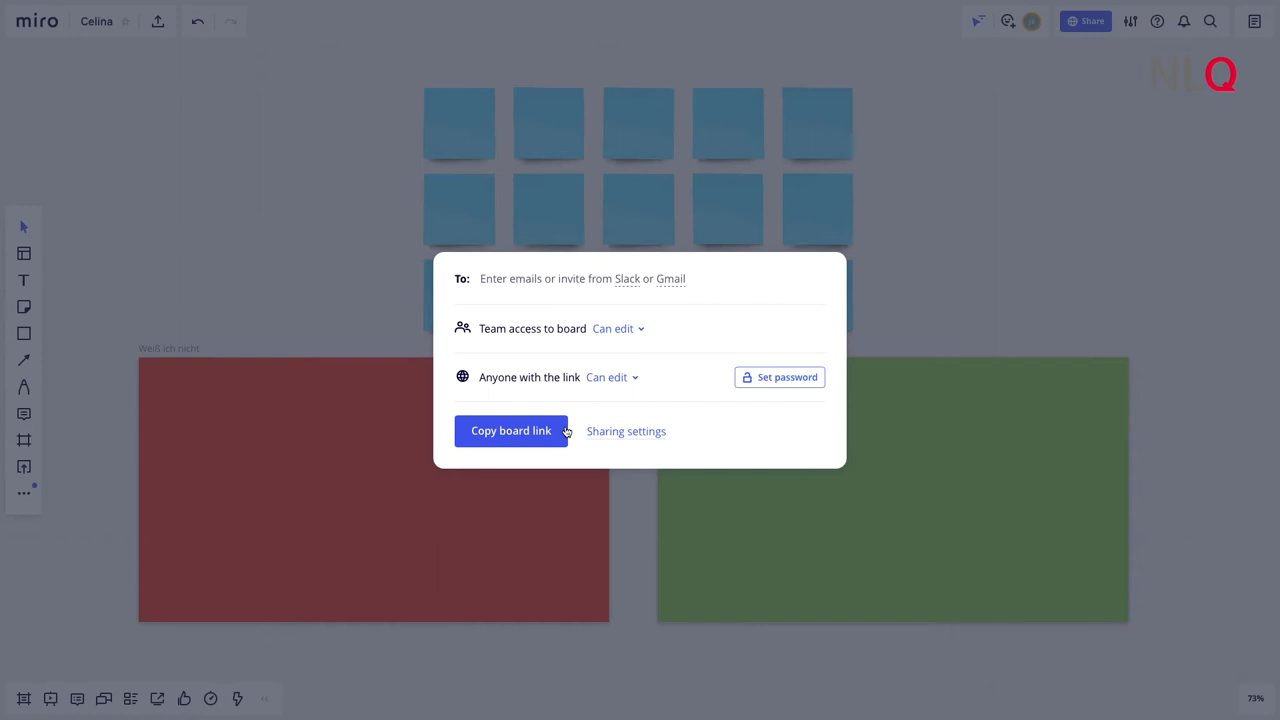 miro Celina Share
NLQ
To: Enter emails or invite from Slack or Gmail
Team access to board Can edit
Weiß ich nicht
Anyone with the link Can edit Set password
Copy board link Sharing settings
73%